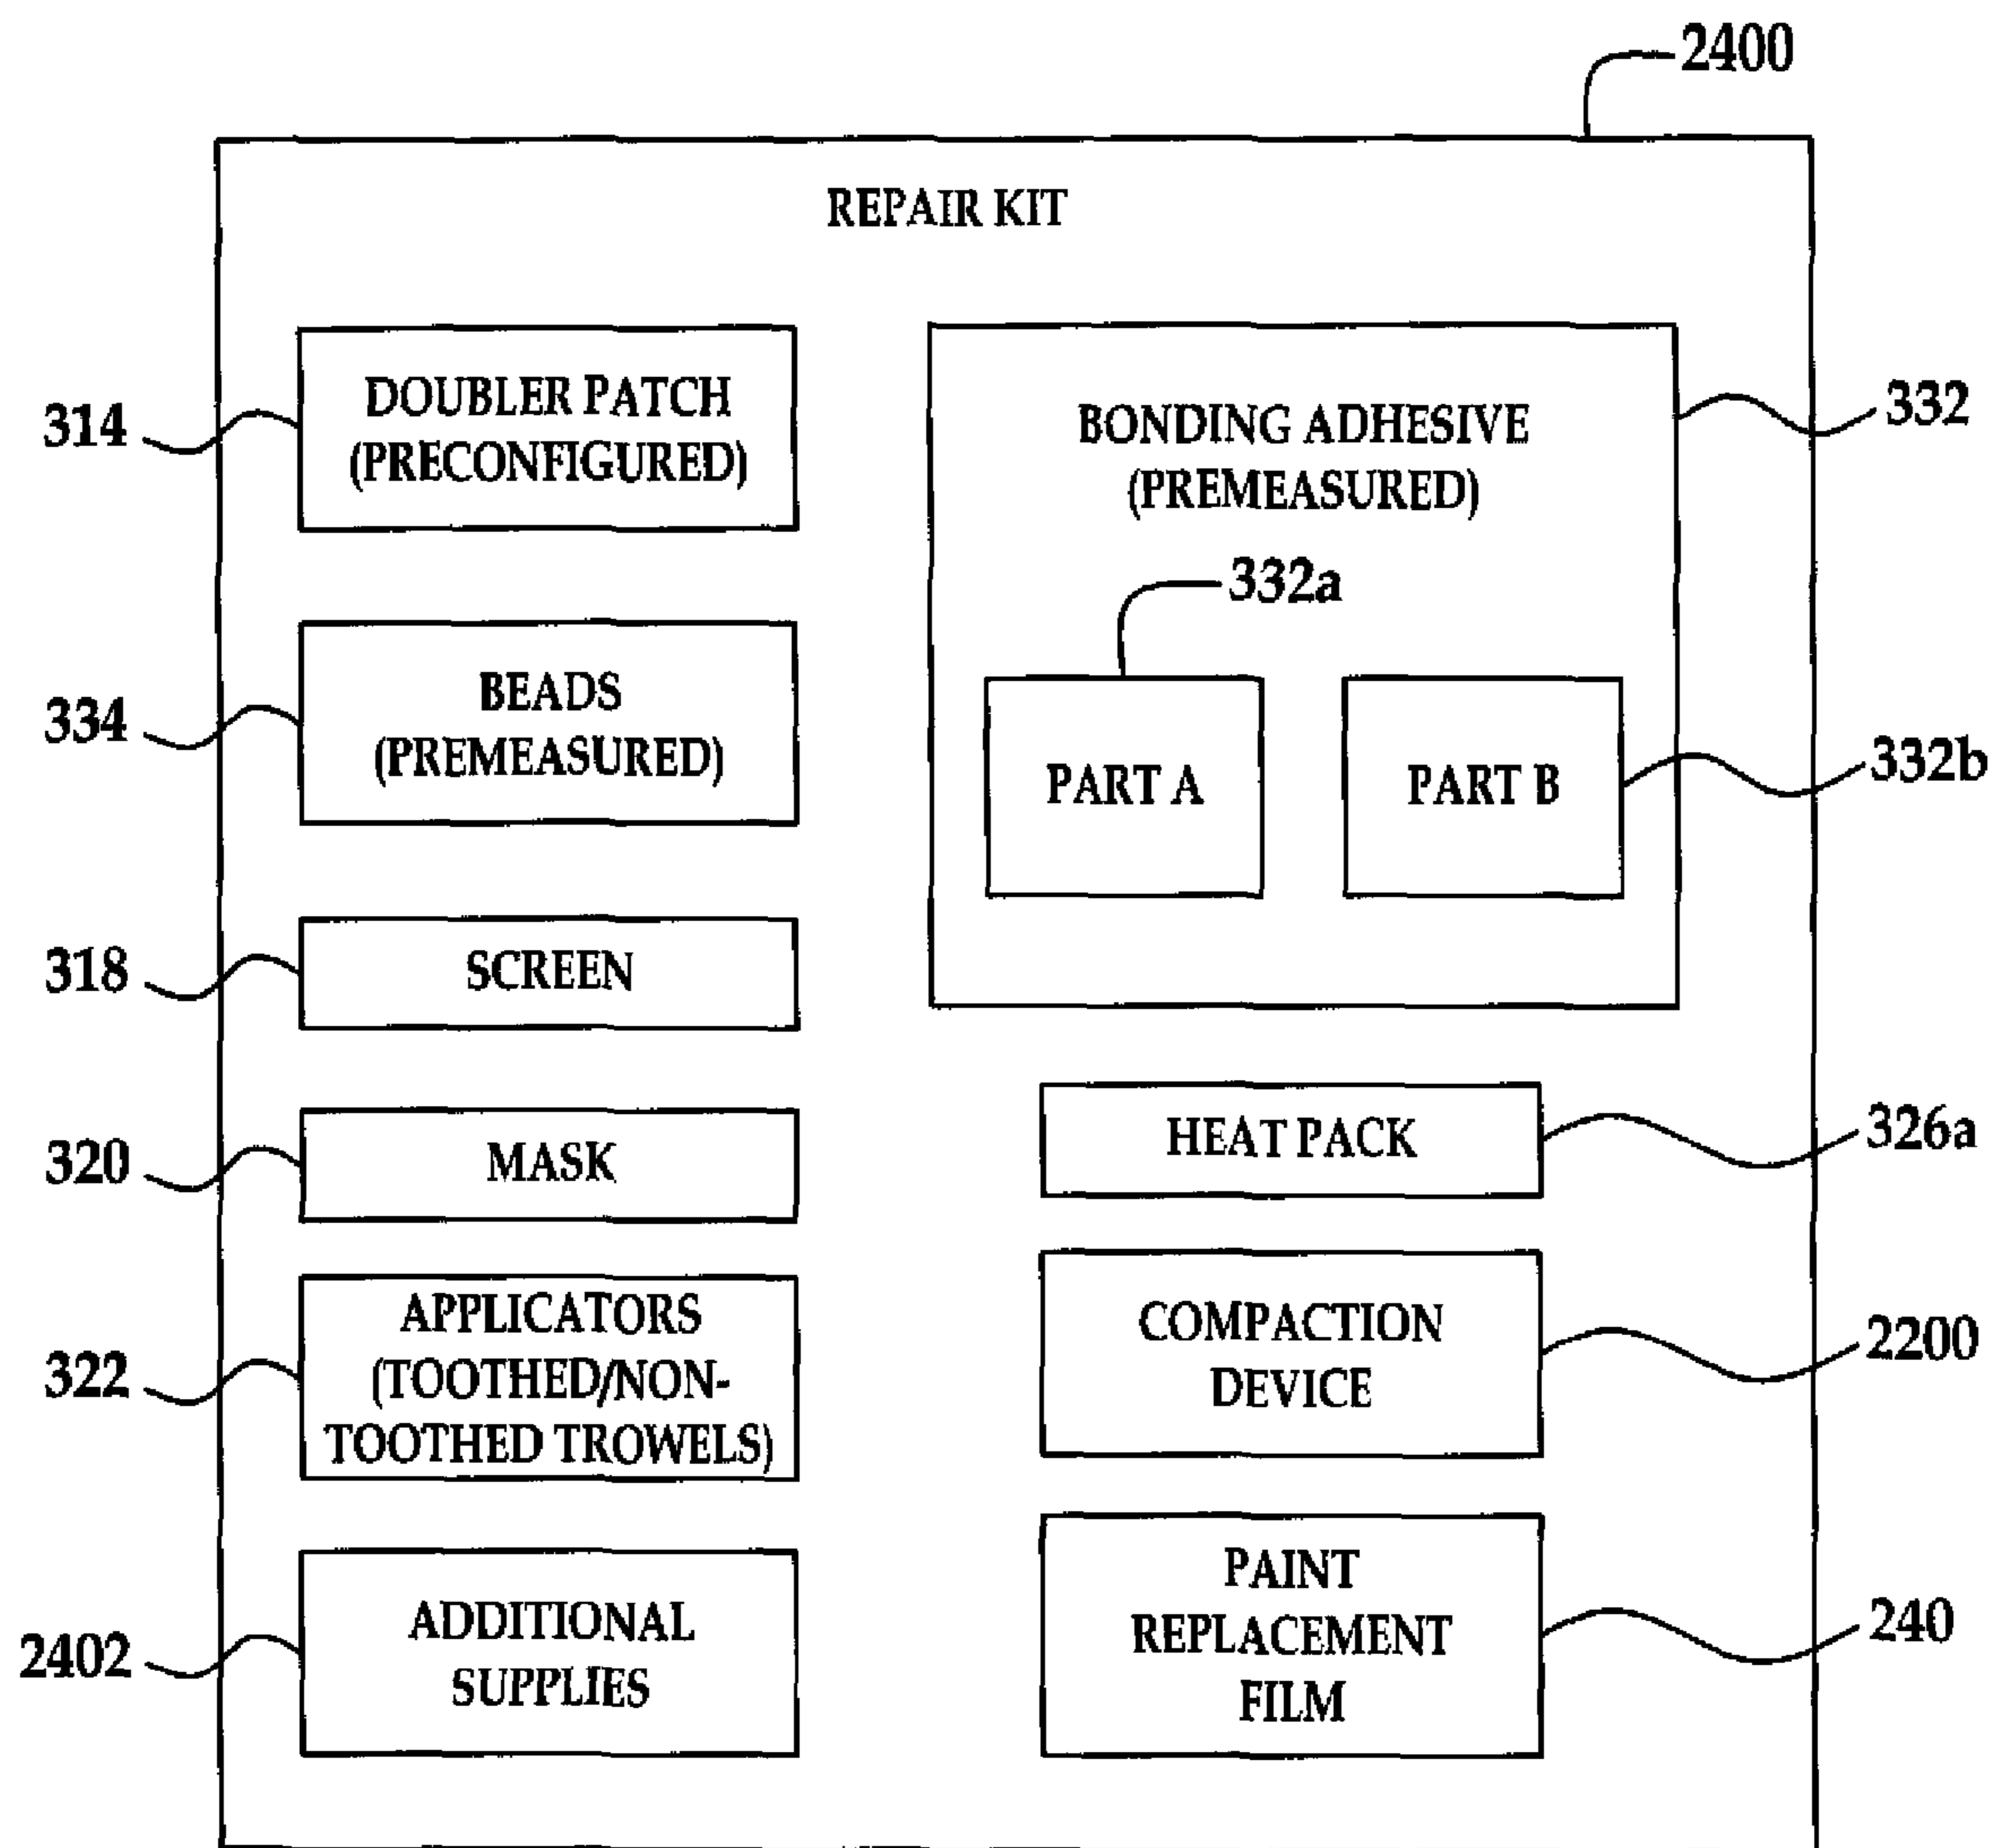 2400
REPAIR KIT
314
DOUBLER PATCH
(PRECONFIGURED)
BONDING ADHESIVE
(PREMEASURED)
332
332a
PART A
PART B
332b
334
BEADS
(PREMEASURED)
318
SCREEN
320
MASK
HEAT PACK
326a
322
APPLICATORS
(TOOTHED/NON-
TOOTHED TROWELS)
COMPACTION
DEVICE
2200
2402
ADDITIONAL
SUPPLIES
PAINT
REPLACEMENT
FILM
240